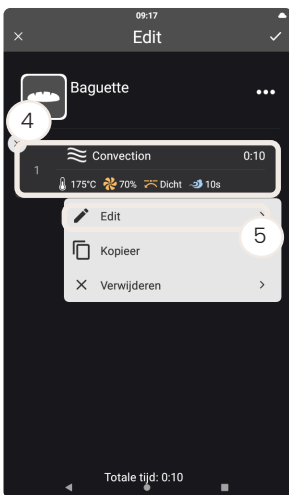 09:17
Edit
Baguette
4
Convection 0:10
1
175°C 70% Dicht 10s
Edit
5
Kopieer
Verwijderen
Totale tijd: 0:10